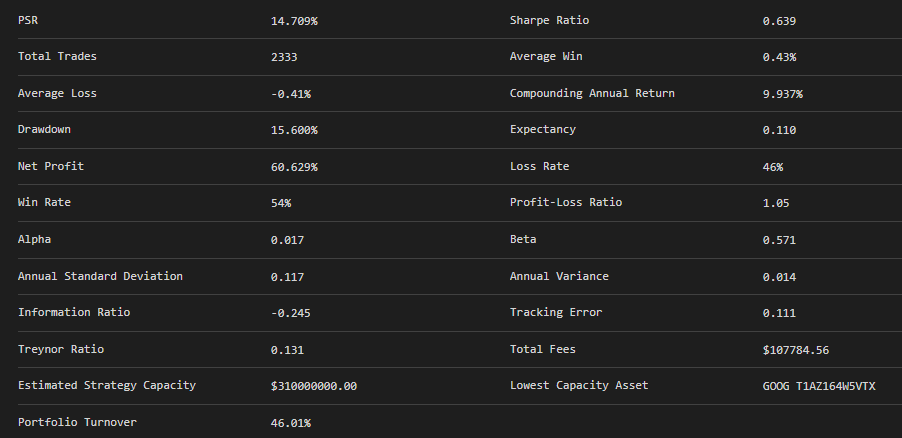 PSR 14.709% Sharpe Ratio 0.639
Total Trades 2333 Average Win 0.43%
Average Loss -0.41% Compounding Annual Return 9.937%
Drawdown 15.600% Expectancy 0.110
Net Profit 60.629% Loss Rate 46%
Win Rate 54% Profit-Loss Ratio 1.05
Alpha 0.017 Beta 0.571
Annual Standard Deviation 0.117 Annual Variance 0.014
Information Ratio -0.245 Tracking Error 0.111
Treynor Ratio 0.131 Total Fees $107784.56
Estimated Strategy Capacity $310000000.00 Lowest Capacity Asset GOOG T1AZ164W5VTX
Portfolio Turnover 46.01%